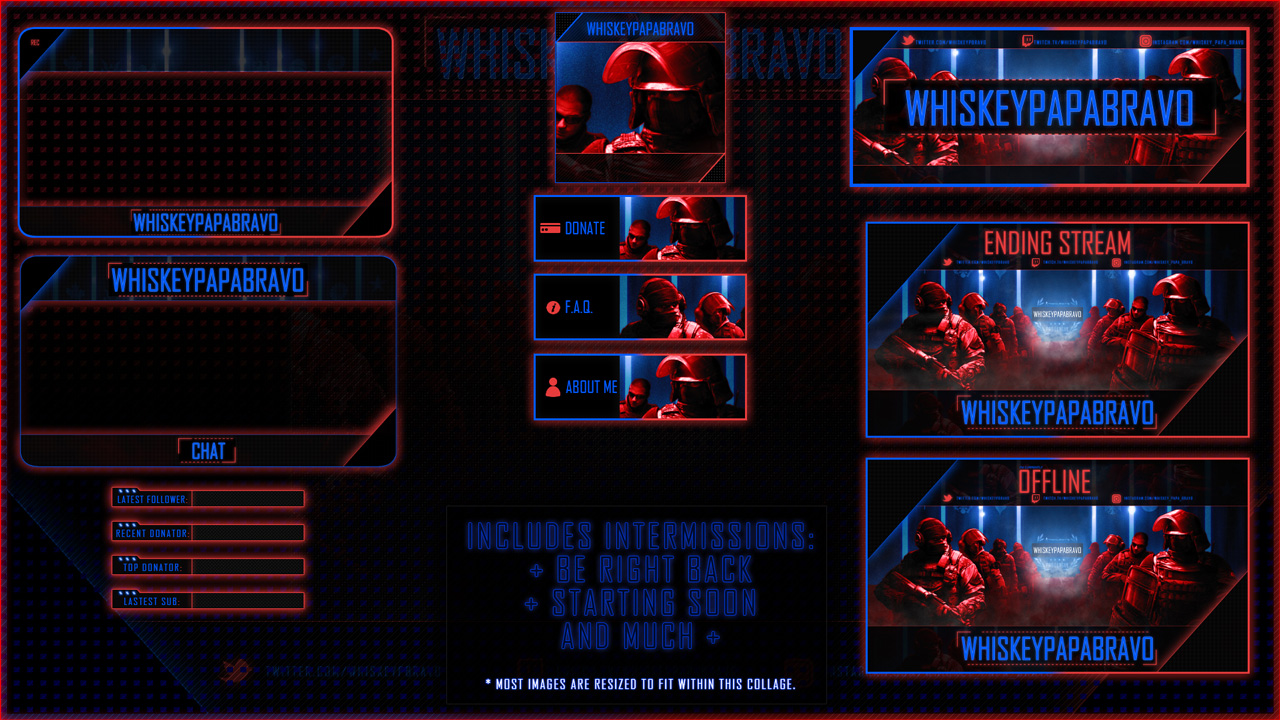 REC
WHISKEYPAPABRAVO
WHISKEYPAPABRAVO
CHAT
LATEST FOLLOWER:
RECENT DONATOR:
TOP DONATOR:
LASTEST SUB:
WHISKEYPAPABRAVO
DONATE
F.A.Q.
ABOUT ME
INCLUDES INTERMISSIONS:
+ BE RIGHT BACK
+ STARTING SOON
AND MUCH +
* MOST IMAGES ARE RESIZED TO FIT WITHIN THIS COLLAGE.
WHISKEYPAPABRAVO
ENDING STREAM
WHISKEYPAPABRAVO
WHISKEYPAPABRAVO
OFFLINE
WHISKEYPAPABRAVO
WHISKEYPAPABRAVO